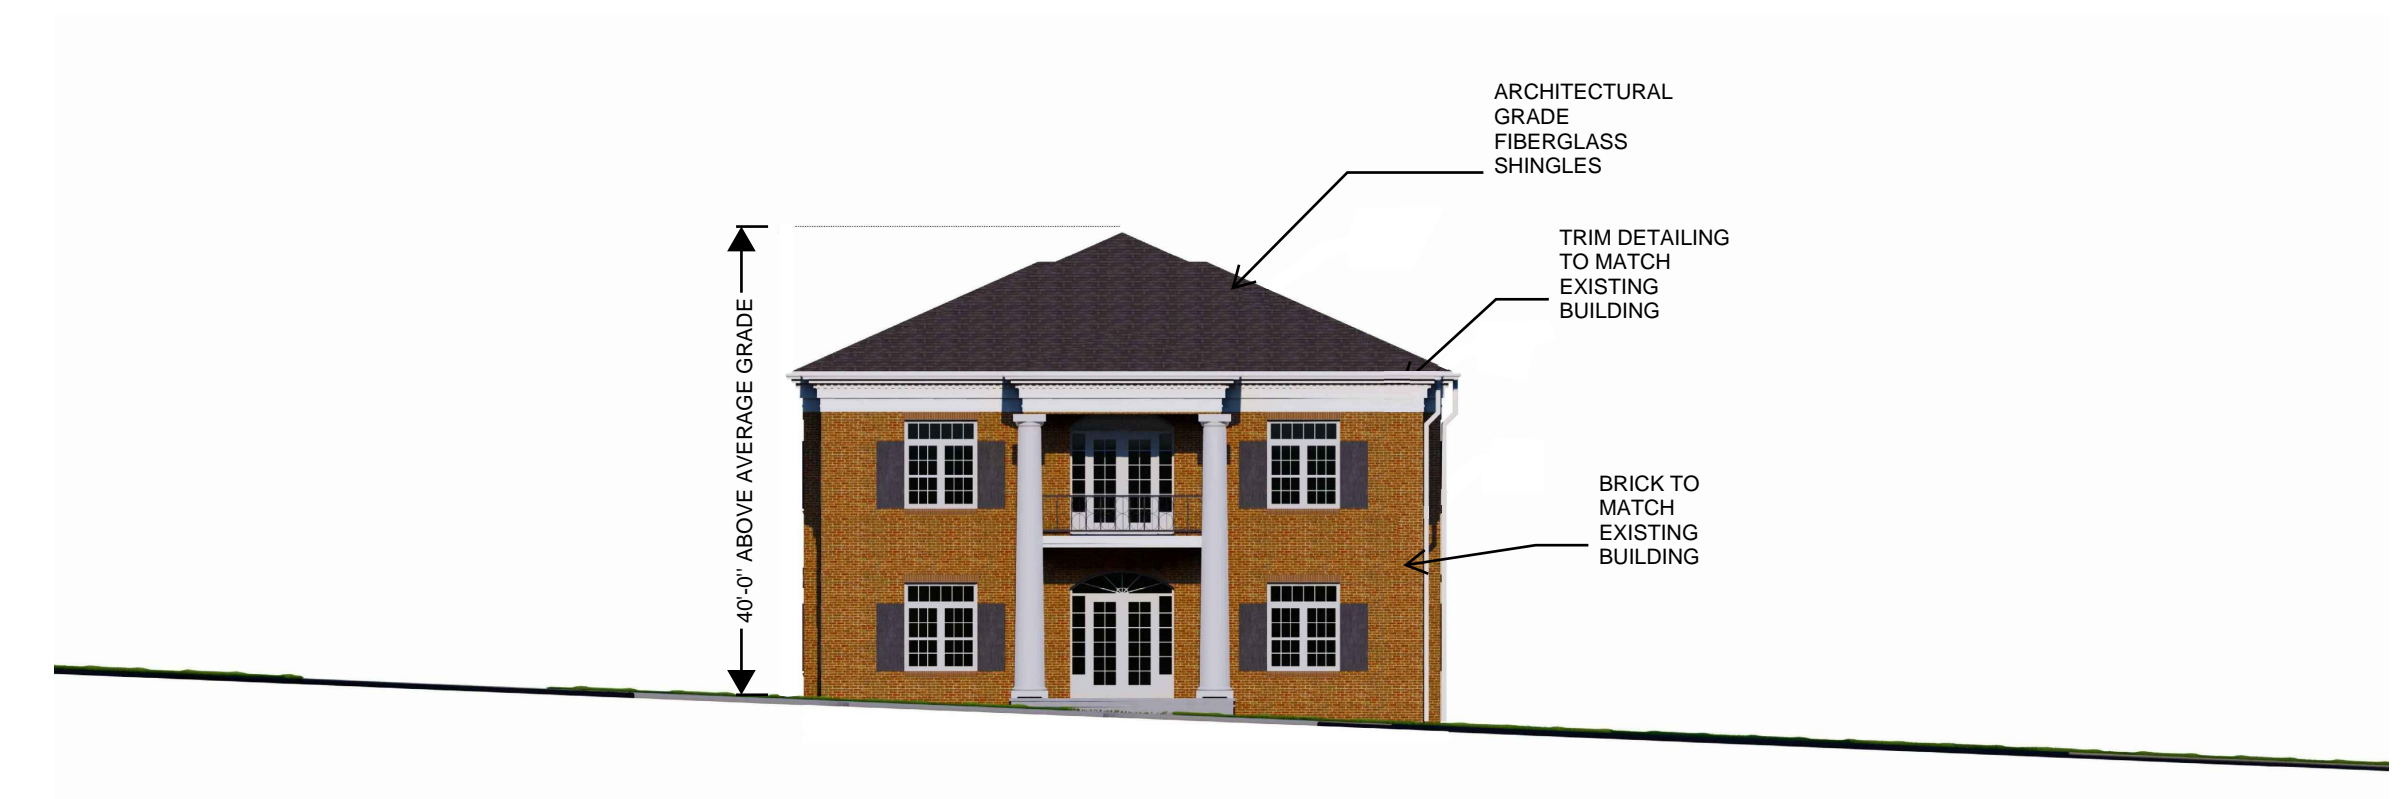 ARCHITECTURAL
GRADE
FIBERGLASS
SHINGLES
TRIM DETAILING
TO MATCH
EXISTING
BUILDING
40'-0" ABOVE AVERAGE GRADE
BRICK TO
MATCH
EXISTING
BUILDING